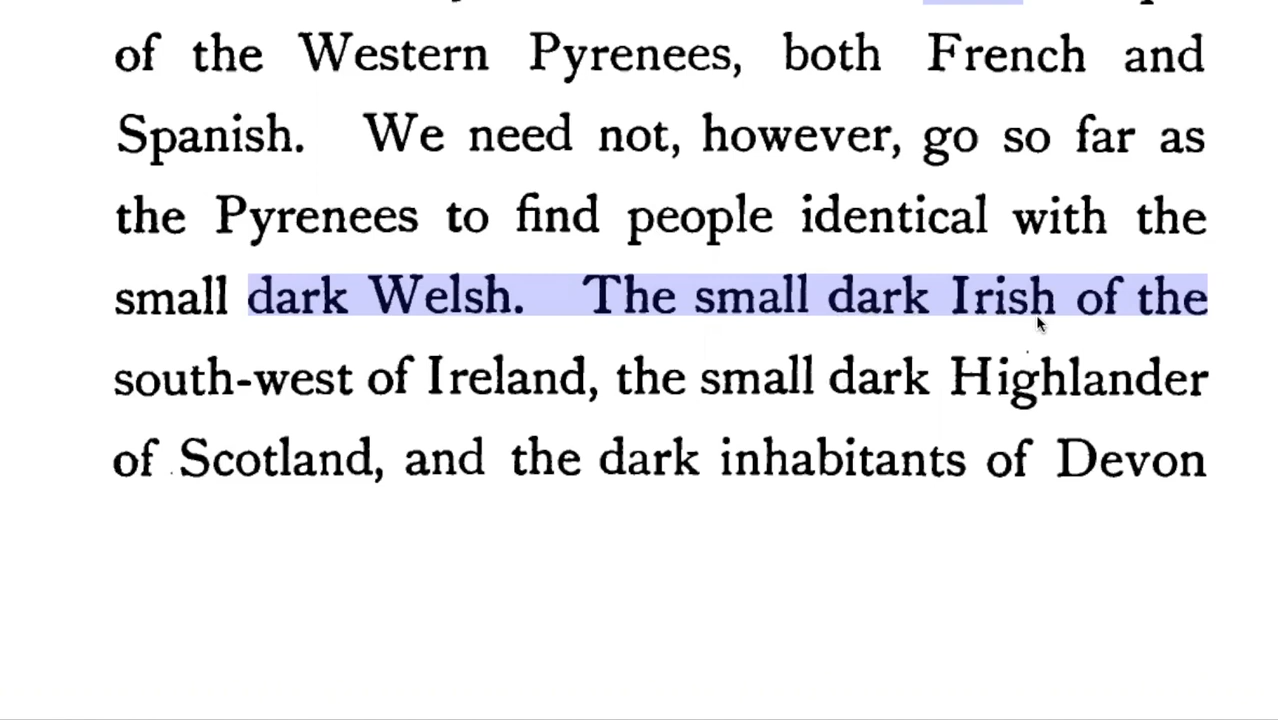 of the Western Pyrenees, both French and
Spanish. We need not, however, go so far as
the Pyrenees to find people identical with the
small dark Welsh. The small dark Irish of the
south-west of Ireland, the small dark Highlander
of Scotland, and the dark inhabitants of Devon